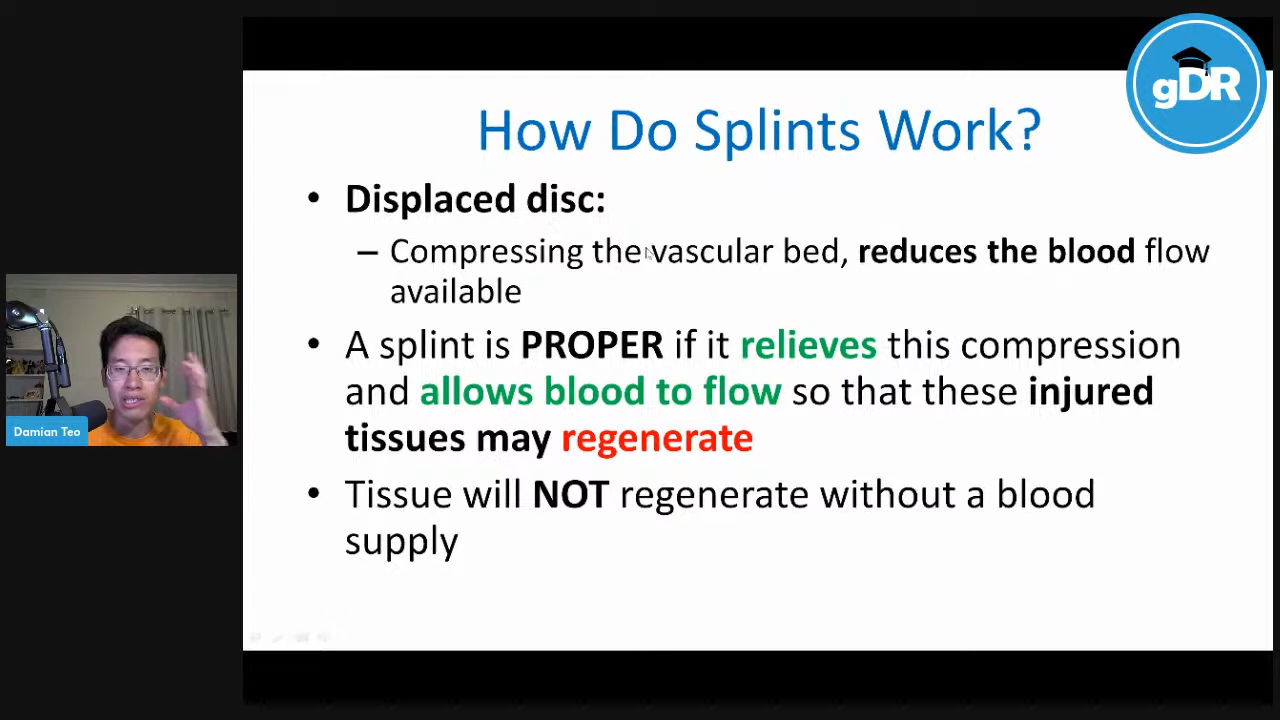 gDR
How Do Splints Work?
• Displaced disc:
– Compressing the vascular bed, reduces the blood flow
available
• A splint is PROPER if it relieves this compression
and allows blood to flow so that these injured
tissues may regenerate
• Tissue will NOT regenerate without a blood
supply
Damian Teo